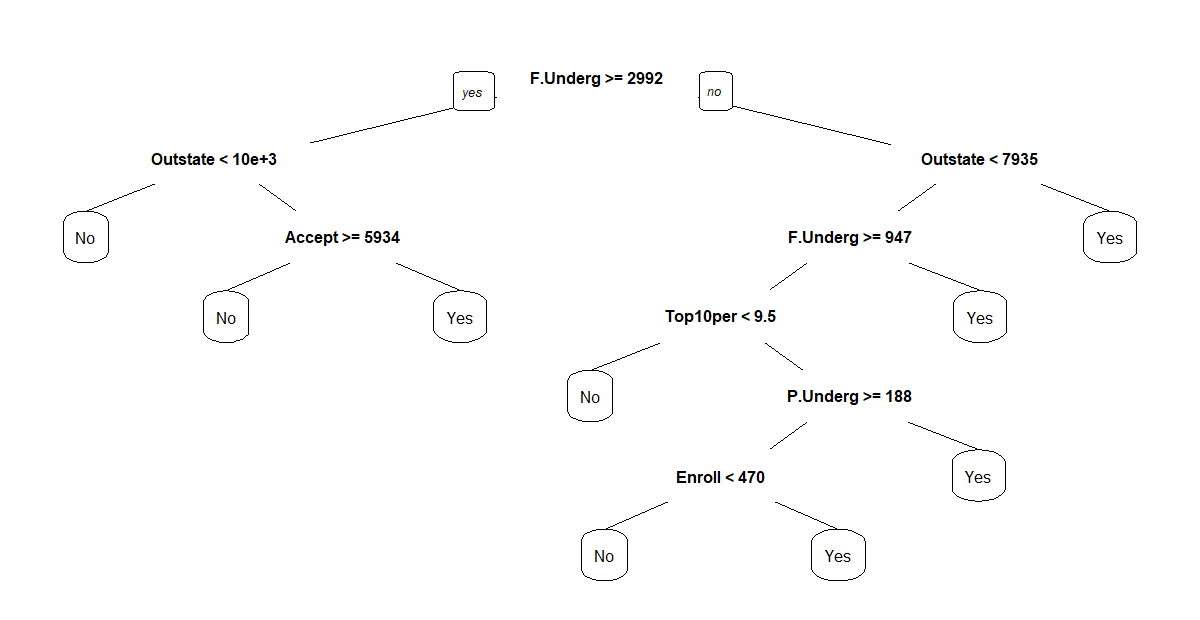 F.Underg >= 2992
yes
no
Outstate < 10e+3
Outstate < 7935
No
Accept >= 5934
F.Underg >= 947
Yes
No
Yes
Top10per < 9.5
Yes
No
P.Underg >= 188
Enroll < 470
Yes
No
Yes